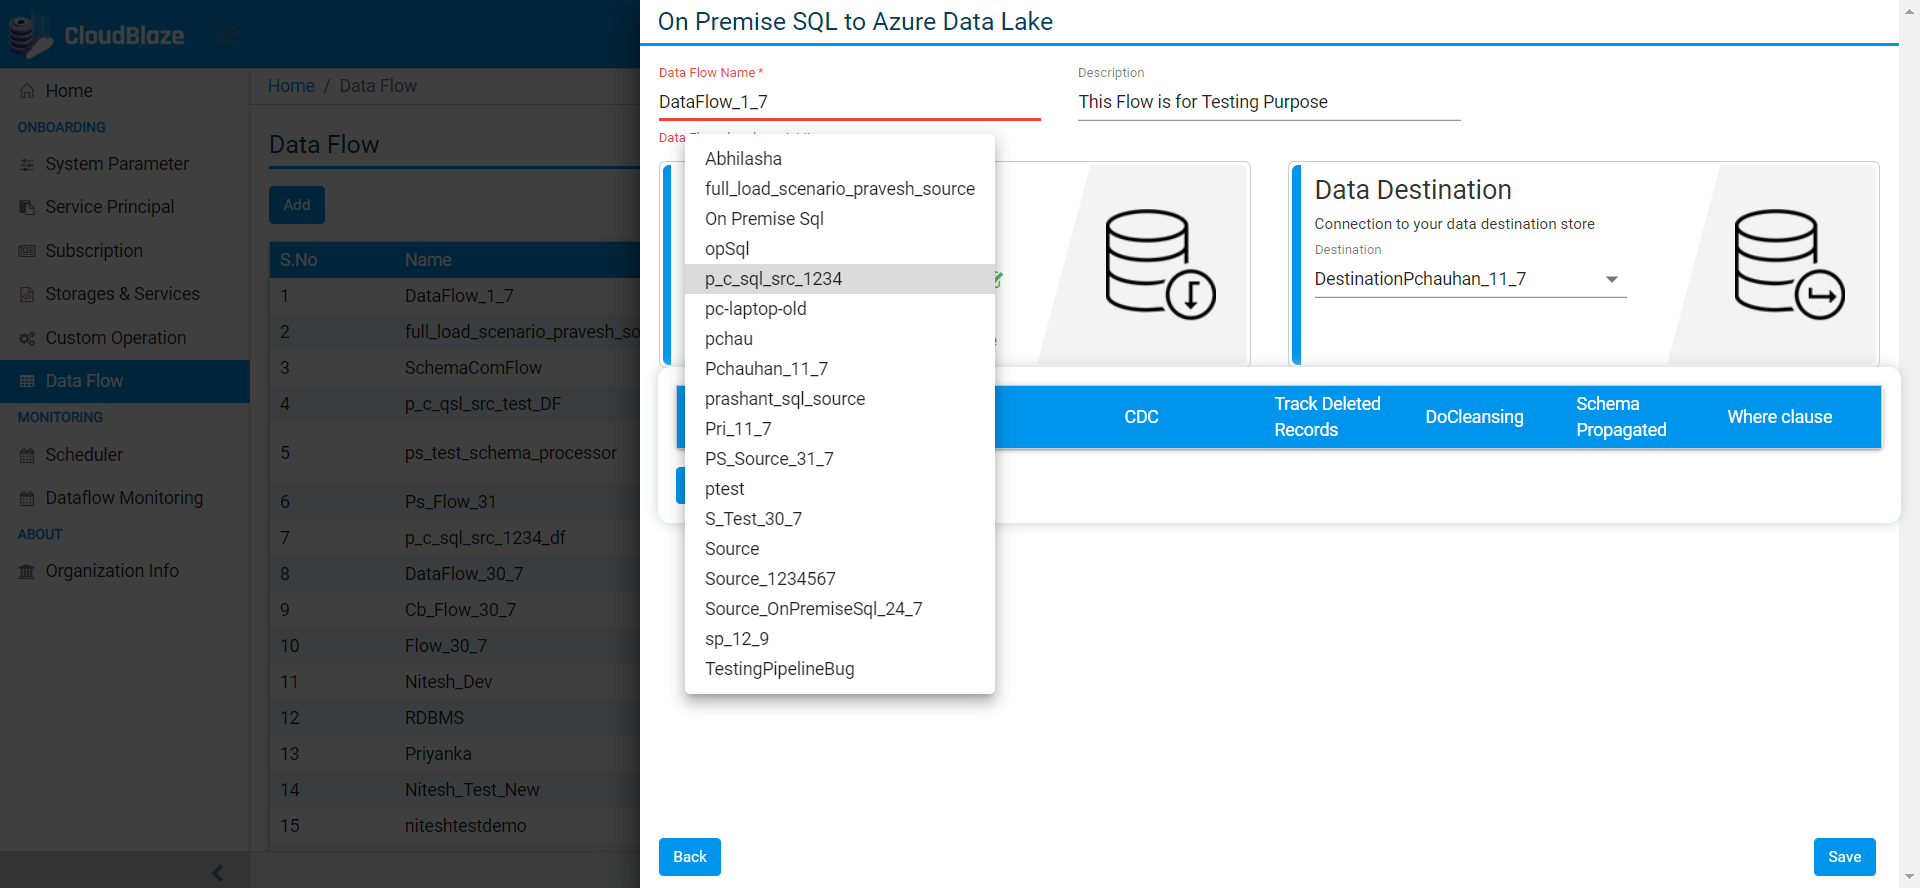 CloudBlaze
Home
ONBOARDING
System Parameter
Service Principal
Subscription
Storages & Services
Custom Operation
Data Flow
MONITORING
Scheduler
Dataflow Monitoring
ABOUT
Organization Info
Home / Data Flow
Data Flow
Add
S.No Name
1 DataFlow_1_7
2 full_load_scenario_pravesh_so
3 SchemaComFlow
4 p_c_qsl_src_test_DF
5 ps_test_schema_processor
6 Ps_Flow_31
7 p_c_sql_src_1234_df
8 DataFlow_30_7
9 Cb_Flow_30_7
10 Flow_30_7
11 Nitesh_Dev
12 RDBMS
13 Priyanka
14 Nitesh_Test_New
15 niteshtestdemo
On Premise SQL to Azure Data Lake
Data Flow Name *
DataFlow_1_7
Description
This Flow is for Testing Purpose
Data
Abhilasha
full_load_scenario_pravesh_source
On Premise Sql
opSql
p_c_sql_src_1234
pc-laptop-old
pchau
Pchauhan_11_7
prashant_sql_source
Pri_11_7
PS_Source_31_7
ptest
S_Test_30_7
Source
Source_1234567
Source_OnPremiseSql_24_7
sp_12_9
TestingPipelineBug
Data Destination
Connection to your data destination store
Destination
DestinationPchauhan_11_7
CDC
Track Deleted
Records
DoCleansing
Schema
Propagated
Where clause
Back
Save